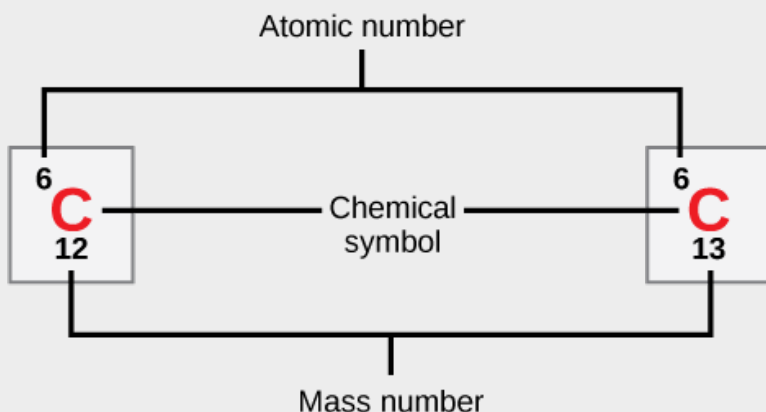 Atomic number
6
C
12
Chemical
symbol
6
C
13
Mass number